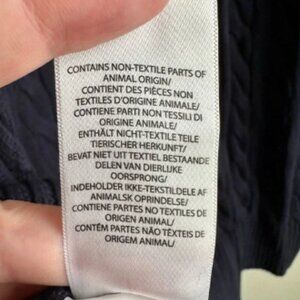 CONTAINS NON-TEXTILE PARTS OF
ANIMAL ORIGIN/
CONTIENT DES PIÈCES NON
TEXTILES D'ORIGINE ANIMALE/
CONTIENE PARTI NON TESSILI DI
ORIGINE ANIMALE/
ENTHÄLT NICHT-TEXTILE TEILE
TIERISCHER HERKUNFT/
BEVAT NIET UIT TEXTIEL BESTAANDE
DELEN VAN DIERLIJKE
OORSPRONG/
INDEHOLDER IKKE-TEKSTILDELE AF
ANIMALSK OPRINDELSE/
CONTIENE PARTES NO TEXTILES DE
ORIGEN ANIMAL/
CONTÉM PARTES NÃO TÊXTEIS DE
ORIGEM ANIMAL/